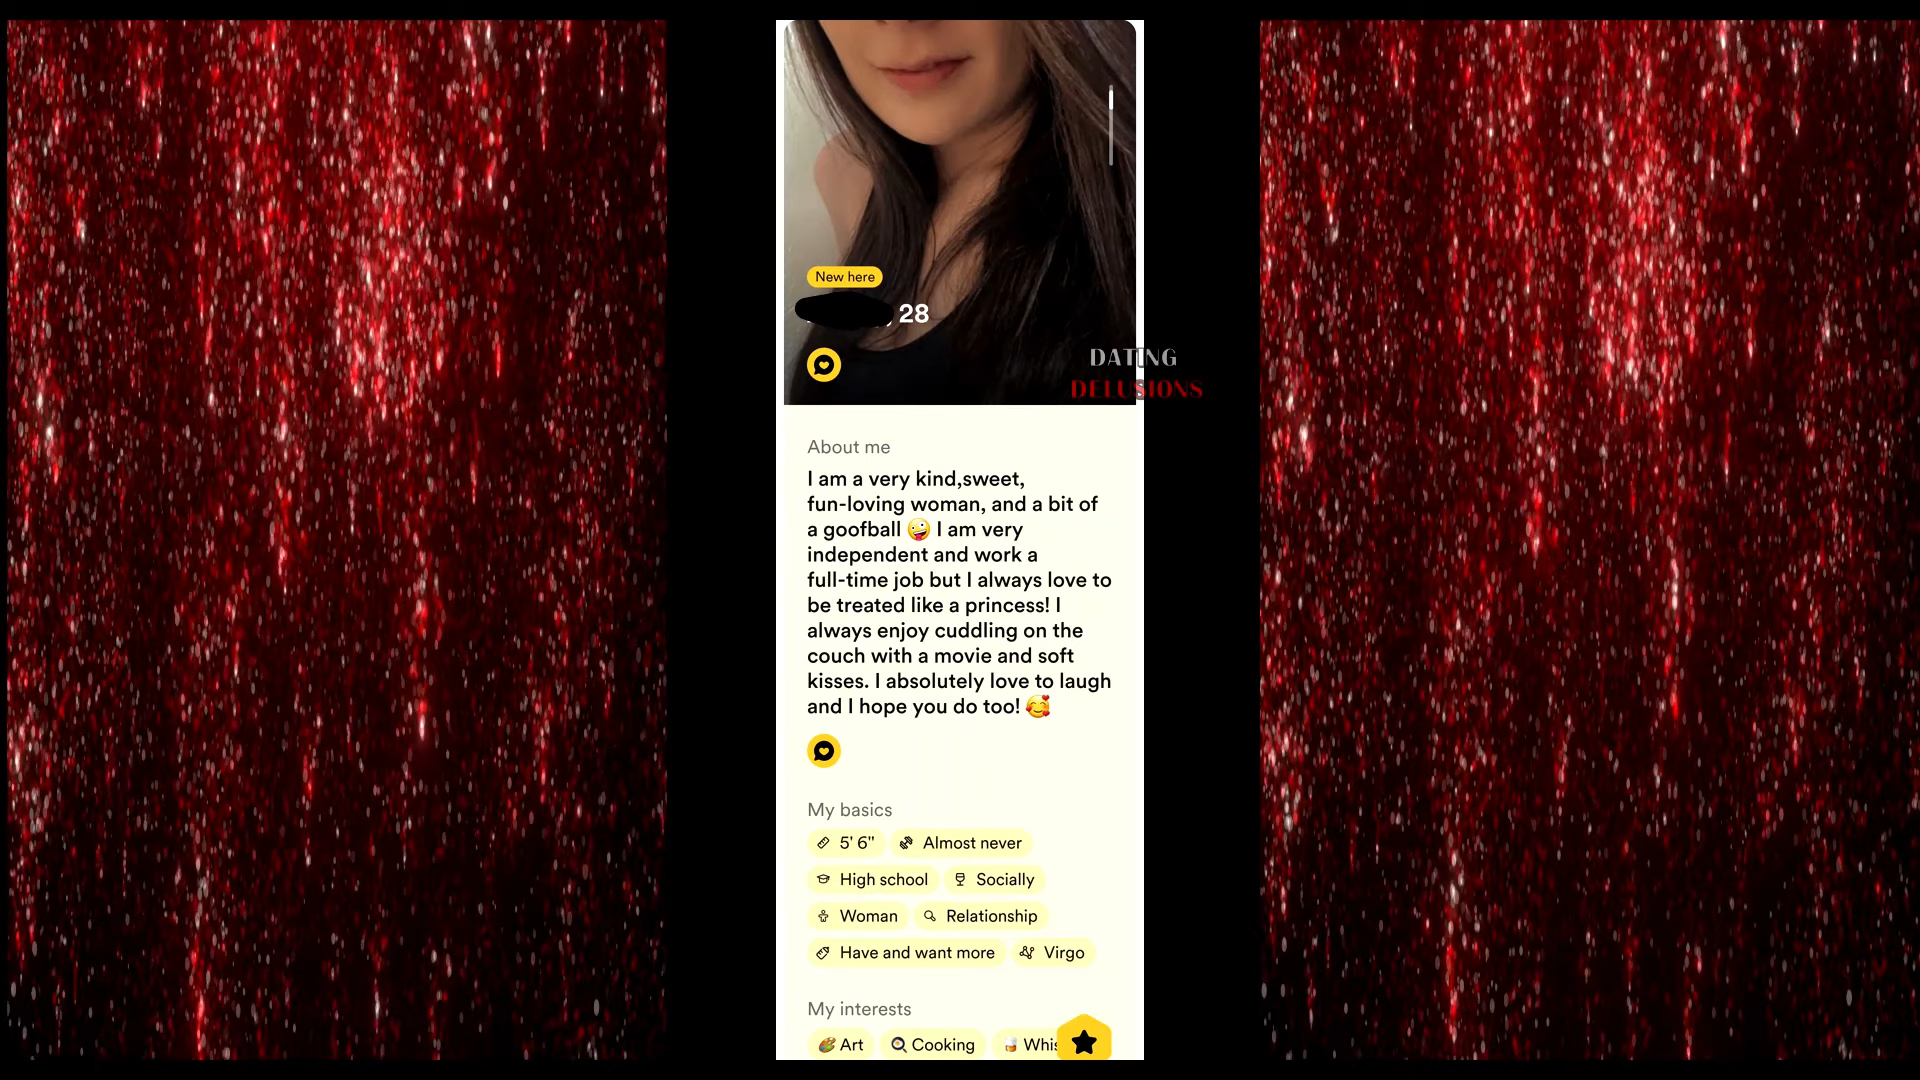 New here
, 28
DATING
DELUSIONS
About me
I am a very kind,sweet,
fun-loving woman, and a bit of
a goofball 🤪 I am very
independent and work a
full-time job but I always love to
be treated like a princess! I
always enjoy cuddling on the
couch with a movie and soft
kisses. I absolutely love to laugh
and I hope you do too! 🥰
My basics
5' 6" Almost never
High school Socially
Woman Relationship
Have and want more Virgo
My interests
Art Cooking